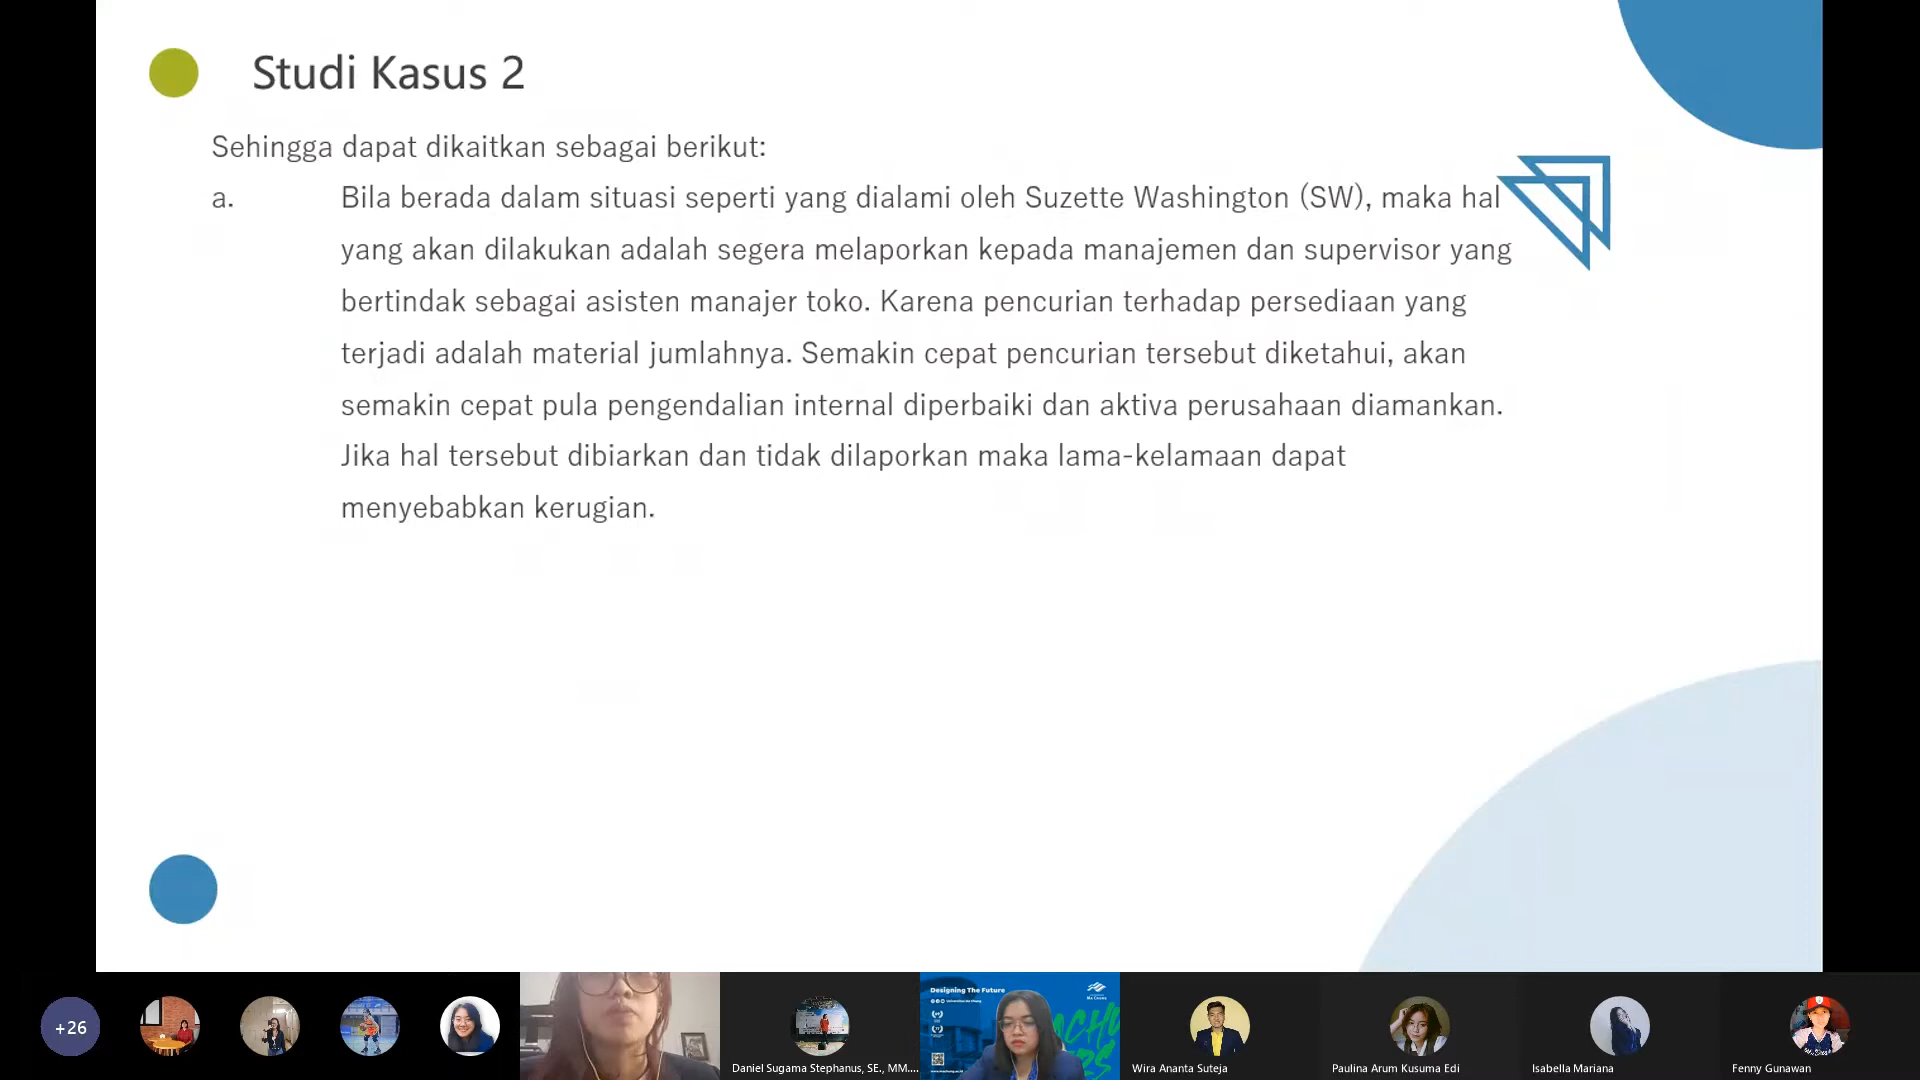 Studi Kasus 2
Sehingga dapat dikaitkan sebagai berikut:
a. Bila berada dalam situasi seperti yang dialami oleh Suzette Washington (SW), maka hal
yang akan dilakukan adalah segera melaporkan kepada manajemen dan supervisor yang
bertindak sebagai asisten manajer toko. Karena pencurian terhadap persediaan yang
terjadi adalah material jumlahnya. Semakin cepat pencurian tersebut diketahui, akan
semakin cepat pula pengendalian internal diperbaiki dan aktiva perusahaan diamankan.
Jika hal tersebut dibiarkan dan tidak dilaporkan maka lama-kelamaan dapat
menyebabkan kerugian.
+26
Designing The Future
Universitas Ma Chung
Daniel Sugama Stephanus, SE., MM....
Wira Ananta Suteja
Paulina Arum Kusuma Edi
Isabella Mariana
Fenny Gunawan